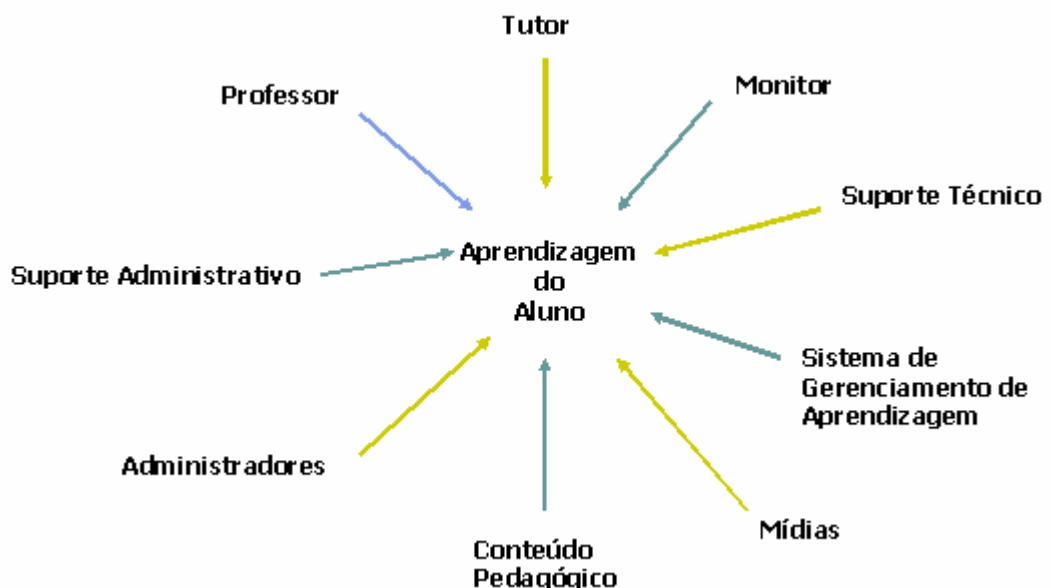 Tutor
Professor
Monitor
Suporte Técnico
Suporte Administrativo
Aprendizagem
do
Aluno
Sistema de
Gerenciamento de
Aprendizagem
Administradores
Mídias
Conteúdo
Pedagógico